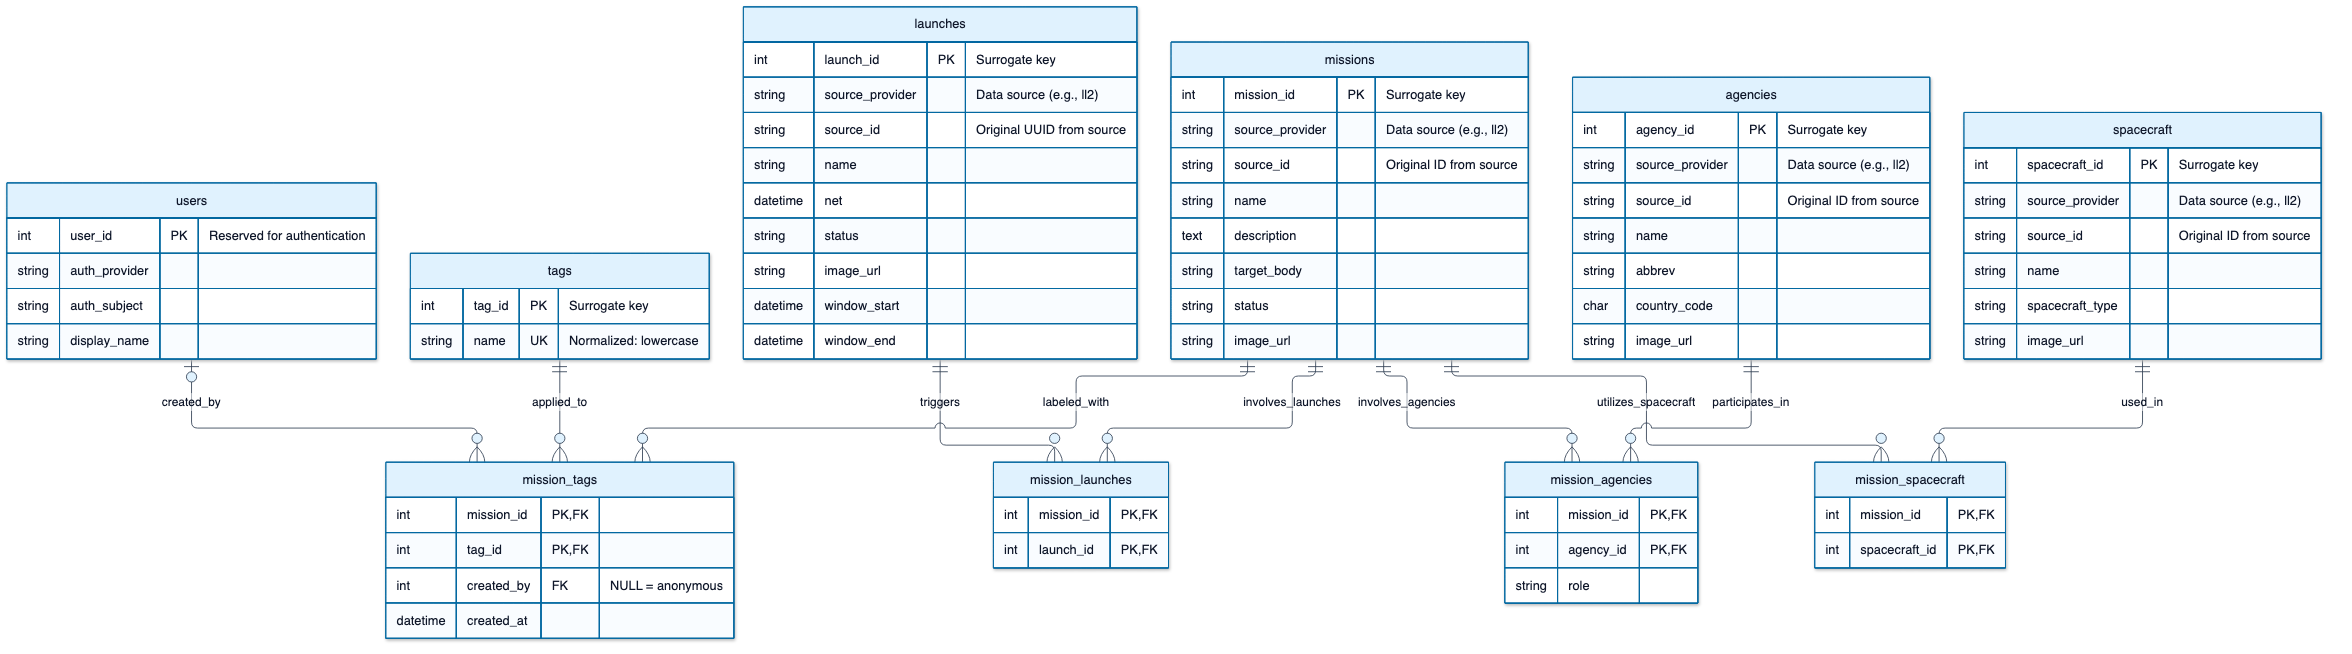 launches
int launch_id PK Surrogate key
string source_provider Data source (e.g., ll2)
string source_id Original UUID from source
string name
datetime net
string status
string image_url
datetime window_start
datetime window_end
missions
int mission_id PK Surrogate key
string source_provider Data source (e.g., ll2)
string source_id Original ID from source
string name
text description
string target_body
string status
string image_url
agencies
int agency_id PK Surrogate key
string source_provider Data source (e.g., ll2)
string source_id Original ID from source
string name
string abbrev
char country_code
string image_url
spacecraft
int spacecraft_id PK Surrogate key
string source_provider Data source (e.g., ll2)
string source_id Original ID from source
string name
string spacecraft_type
string image_url
users
int user_id PK Reserved for authentication
string auth_provider
string auth_subject
string display_name
tags
int tag_id PK Surrogate key
string name UK Normalized: lowercase
created_by
applied_to
triggers
labeled_with
involves_launches
involves_agencies
utilizes_spacecraft
participates_in
used_in
mission_tags
int mission_id PK,FK
int tag_id PK,FK
int created_by FK NULL = anonymous
datetime created_at
mission_launches
int mission_id PK,FK
int launch_id PK,FK
mission_agencies
int mission_id PK,FK
int agency_id PK,FK
string role
mission_spacecraft
int mission_id PK,FK
int spacecraft_id PK,FK